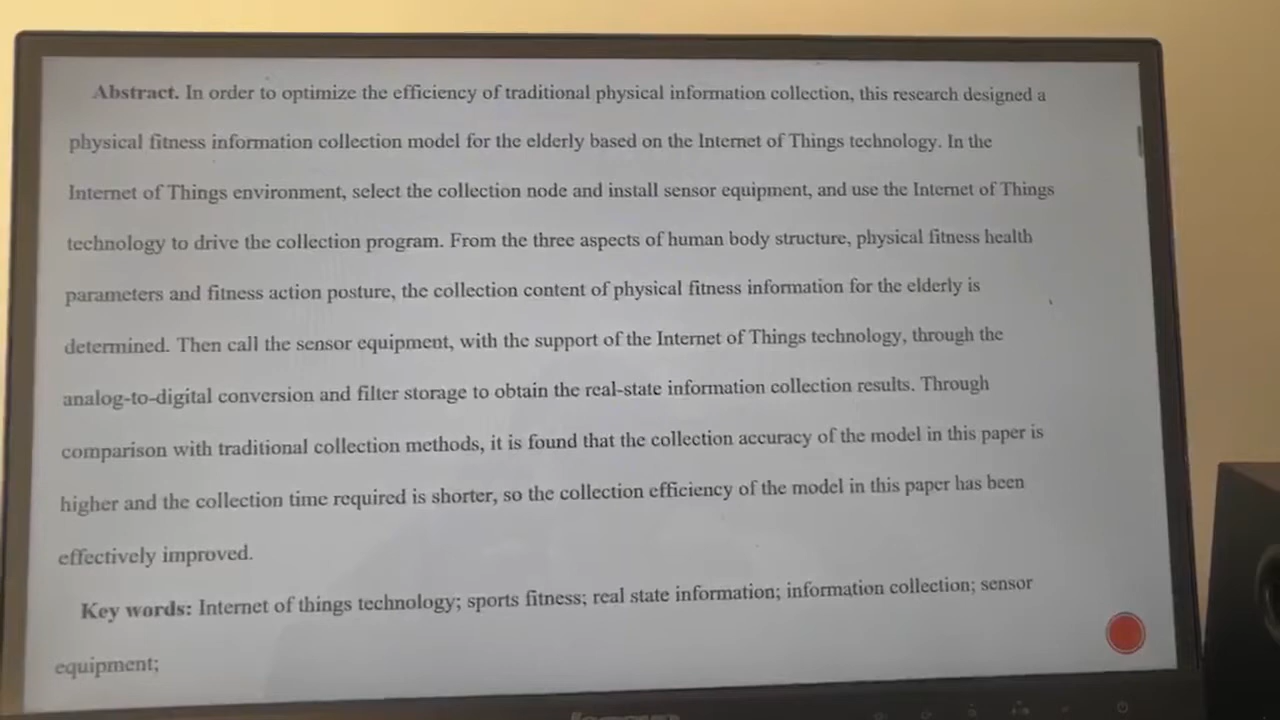 Abstract. In order to optimize the efficiency of traditional physical information collection, this research designed a
physical fitness information collection model for the elderly based on the Internet of Things technology. In the
Internet of Things environment, select the collection node and install sensor equipment, and use the Internet of Things
technology to drive the collection program. From the three aspects of human body structure, physical fitness health
parameters and fitness action posture, the collection content of physical fitness information for the elderly is
determined. Then call the sensor equipment, with the support of the Internet of Things technology, through the
analog-to-digital conversion and filter storage to obtain the real-state information collection results. Through
comparison with traditional collection methods, it is found that the collection accuracy of the model in this paper is
higher and the collection time required is shorter, so the collection efficiency of the model in this paper has been
effectively improved.
Key words: Internet of things technology; sports fitness; real state information; information collection; sensor
equipment;